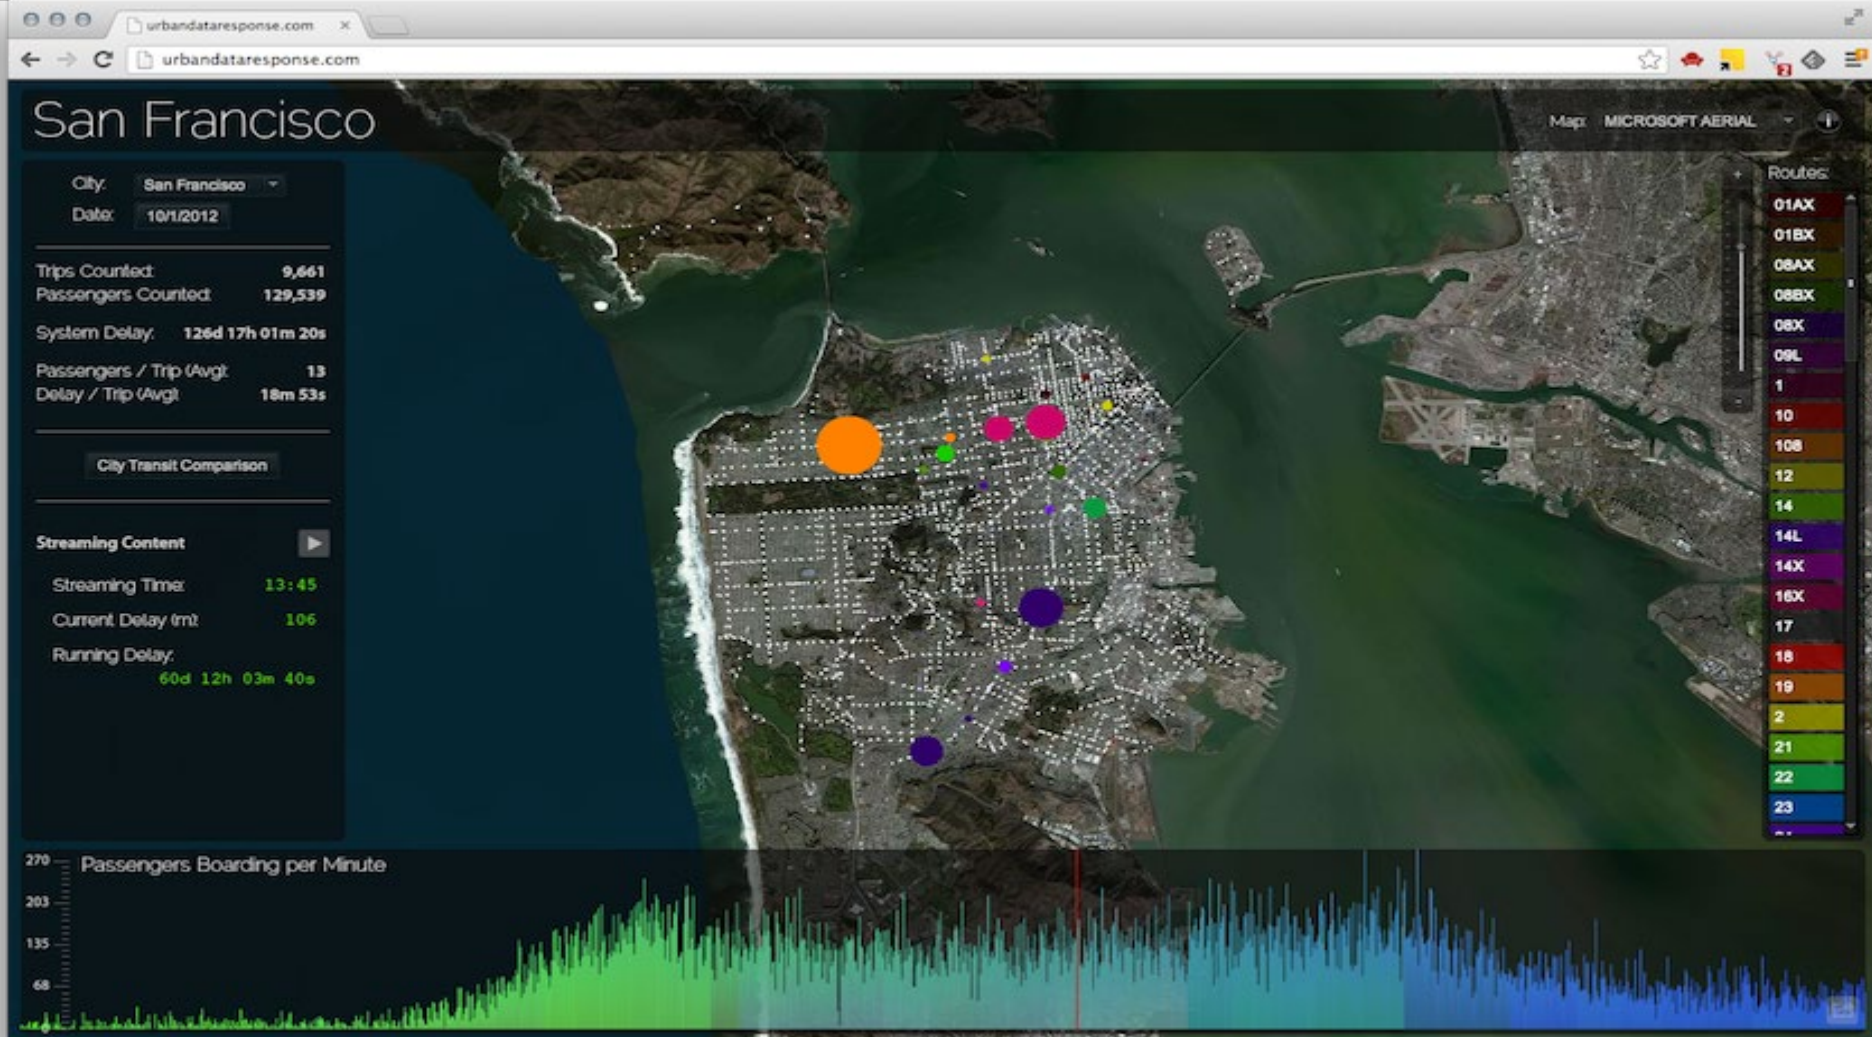 urbandataresponse.com
urbandataresponse.com
2
San Francisco
Map: MICROSOFT AERIAL
i
City: San Francisco
Date: 10/1/2012
Trips Counted: 9,661
Passengers Counted: 129,539
System Delay: 126d 17h 01m 20s
Passengers / Trip (Avg): 13
Delay / Trip (Avg): 18m 53s
City Transit Comparison
Streaming Content
Streaming Time: 13:45
Current Delay (m): 106
Running Delay:
60d 12h 03m 40s
Routes:
01AX
01BX
08AX
08BX
08X
09L
1
10
108
12
14
14L
14X
16X
17
18
19
2
21
22
23
Passengers Boarding per Minute
270
203
135
68
0